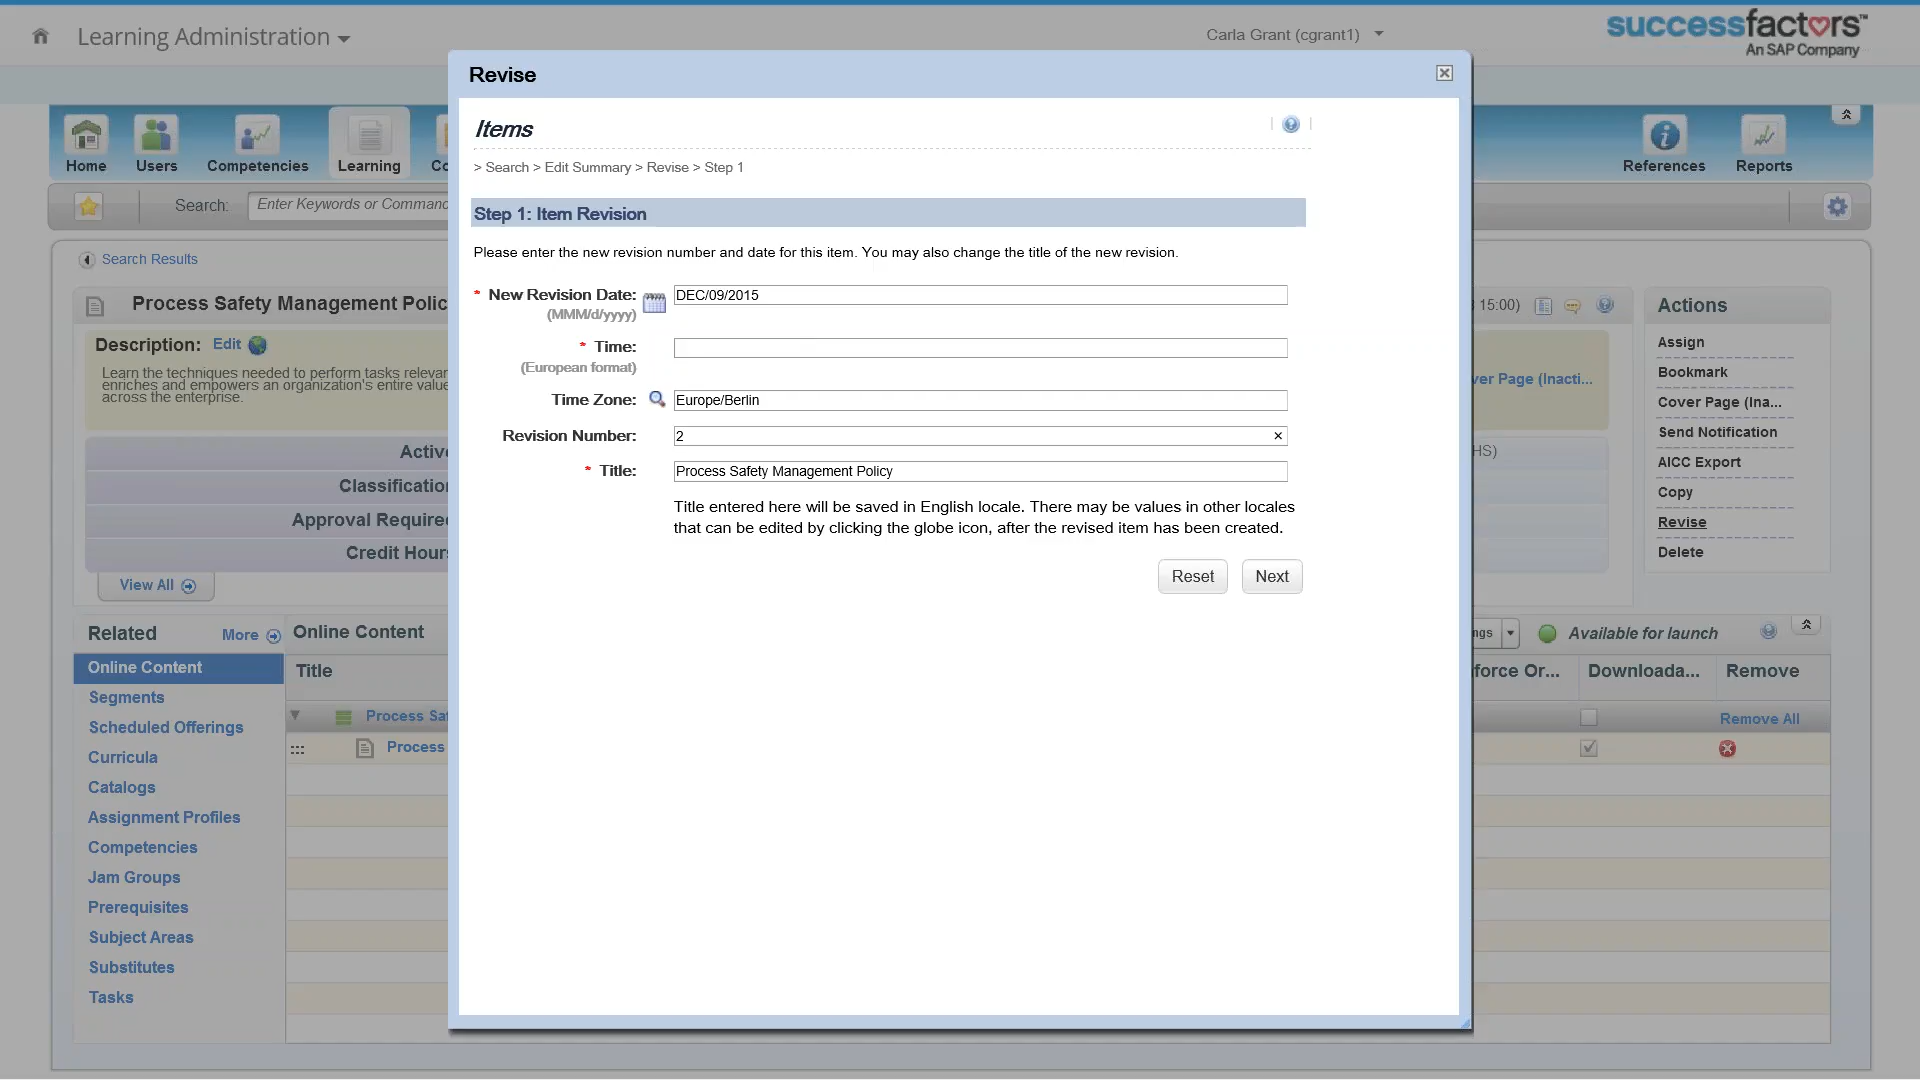 Learning Administration
Carla Grant (cgrant1)
successfactors™
An SAP Company
Revise
Items
> Search > Edit Summary > Revise > Step 1
Step 1: Item Revision
Please enter the new revision number and date for this item. You may also change the title of the new revision.
* New Revision Date:
(MMM/d/yyyy)
DEC/09/2015
* Time:
(European format)
Time Zone:
Europe/Berlin
Revision Number:
2
* Title:
Process Safety Management Policy
Title entered here will be saved in English locale. There may be values in other locales
that can be edited by clicking the globe icon, after the revised item has been created.
Reset
Next
Home
Users
Competencies
Learning
Co
References
Reports
Search:
Enter Keywords or Comman
Search Results
Process Safety Management Polic
15:00)
Description: Edit
Learn the techniques needed to perform tasks relevar
enriches and empowers an organization's entire value
across the enterprise.
ver Page (Inacti...
HS)
Active
Classification
Approval Require
Credit Hour
View All
Actions
Assign
Bookmark
Cover Page (Ina...
Send Notification
AICC Export
Copy
Revise
Delete
Related
More
Online Content
Segments
Scheduled Offerings
Curricula
Catalogs
Assignment Profiles
Competencies
Jam Groups
Prerequisites
Subject Areas
Substitutes
Tasks
Online Content
ngs
Available for launch
Title
force Or...
Downloada...
Remove
Process Sa
Remove All
Process